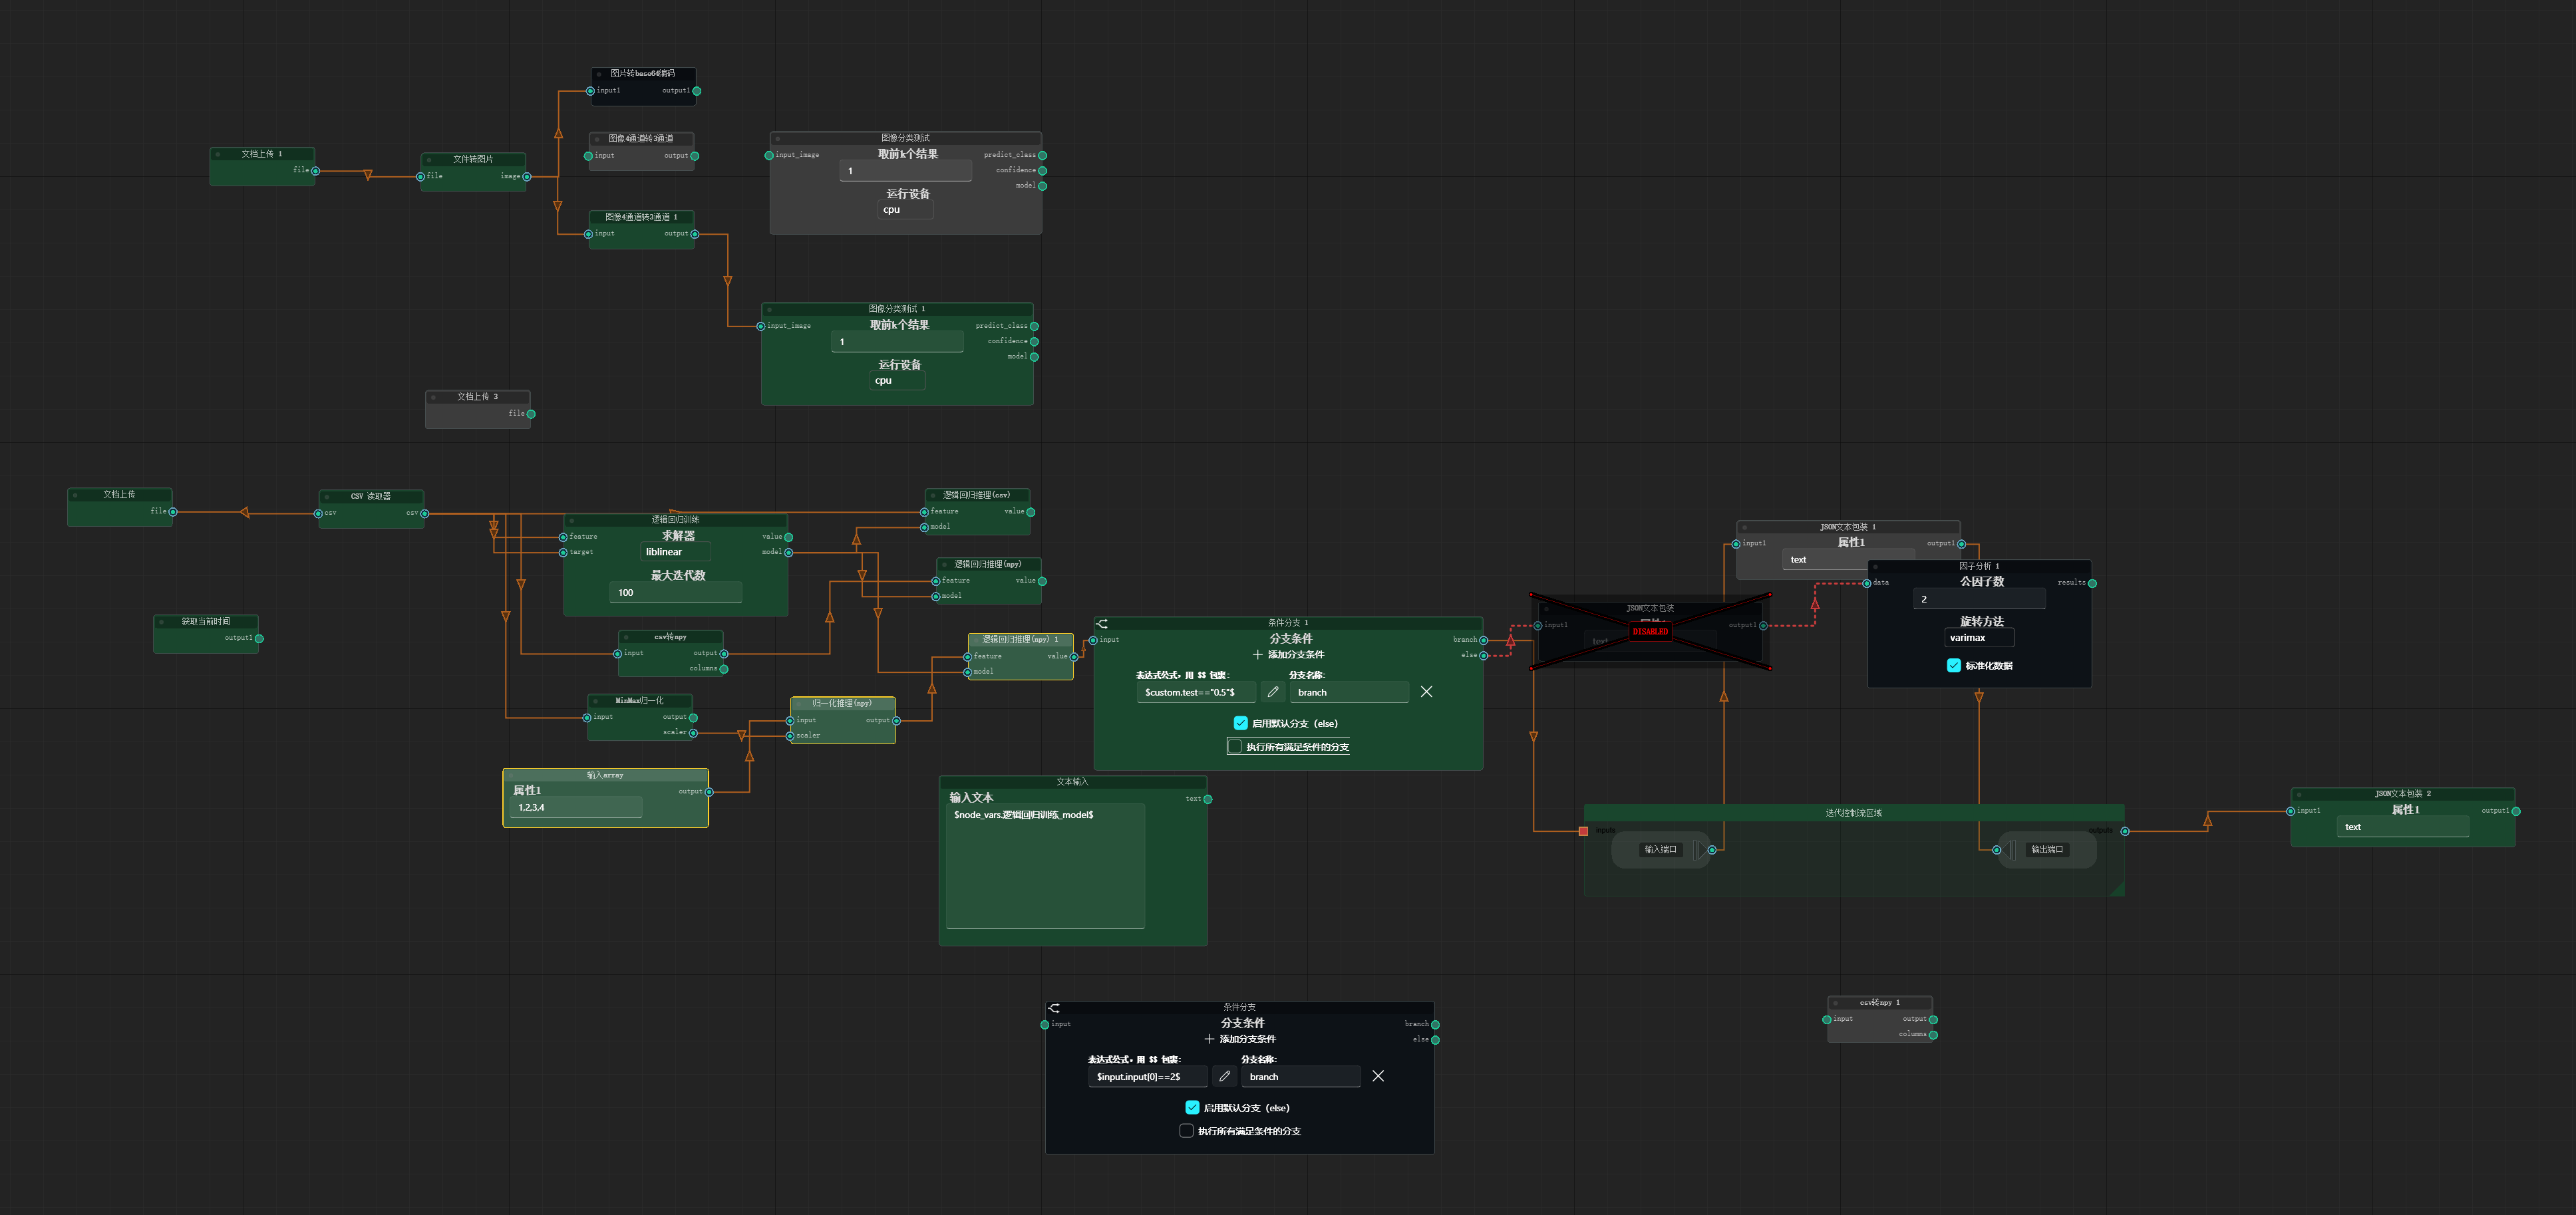 图片转base64编码
input1 output1
图像4通道转3通道
input output
图像分类测试
input_image 取前k个结果 predict_class
1
confidence
model
运行设备
cpu
文档上传 1
file
文件转图片
file image
图像4通道转3通道 1
input output
图像分类测试 1
input_image 取前k个结果 predict_class
1
confidence
model
运行设备
cpu
文档上传 3
file
文档上传
file
CSV 读取器
csv csv
逻辑回归训练
feature 求解器 value
target liblinear model
最大迭代数
100
逻辑回归推理(csv)
feature value
model
逻辑回归推理(npy)
feature value
model
获取当前时间
output1
csv转npy
input output
columns
逻辑回归推理(npy) 1
feature value
model
MinMax归一化
input output
scaler
归一化推理(npy)
input output
scaler
输入array
属性1 output
1,2,3,4
条件分支 1
input 分支条件 branch
添加分支条件 else
表达式公式，用 $$ 包裹: 分支名称:
$custom.test=="0.5"$ branch
启用默认分支（else）
执行所有满足条件的分支
文本输入
输入文本 text
$node_vars.逻辑回归训练_model$
JSON文本包装
input1 output1
DISABLED
text
JSON文本包装 1
input1 属性1 output1
text
因子分析 1
data 公因子数 results
2
旋转方法
varimax
标准化数据
迭代控制流区域
inputs outputs
输入端口 输出端口
JSON文本包装 2
input1 属性1 output1
text
条件分支
input 分支条件 branch
添加分支条件 else
表达式公式，用 $$ 包裹: 分支名称:
$input.input[0]==2$ branch
启用默认分支（else）
执行所有满足条件的分支
csv转npy 1
input output
columns